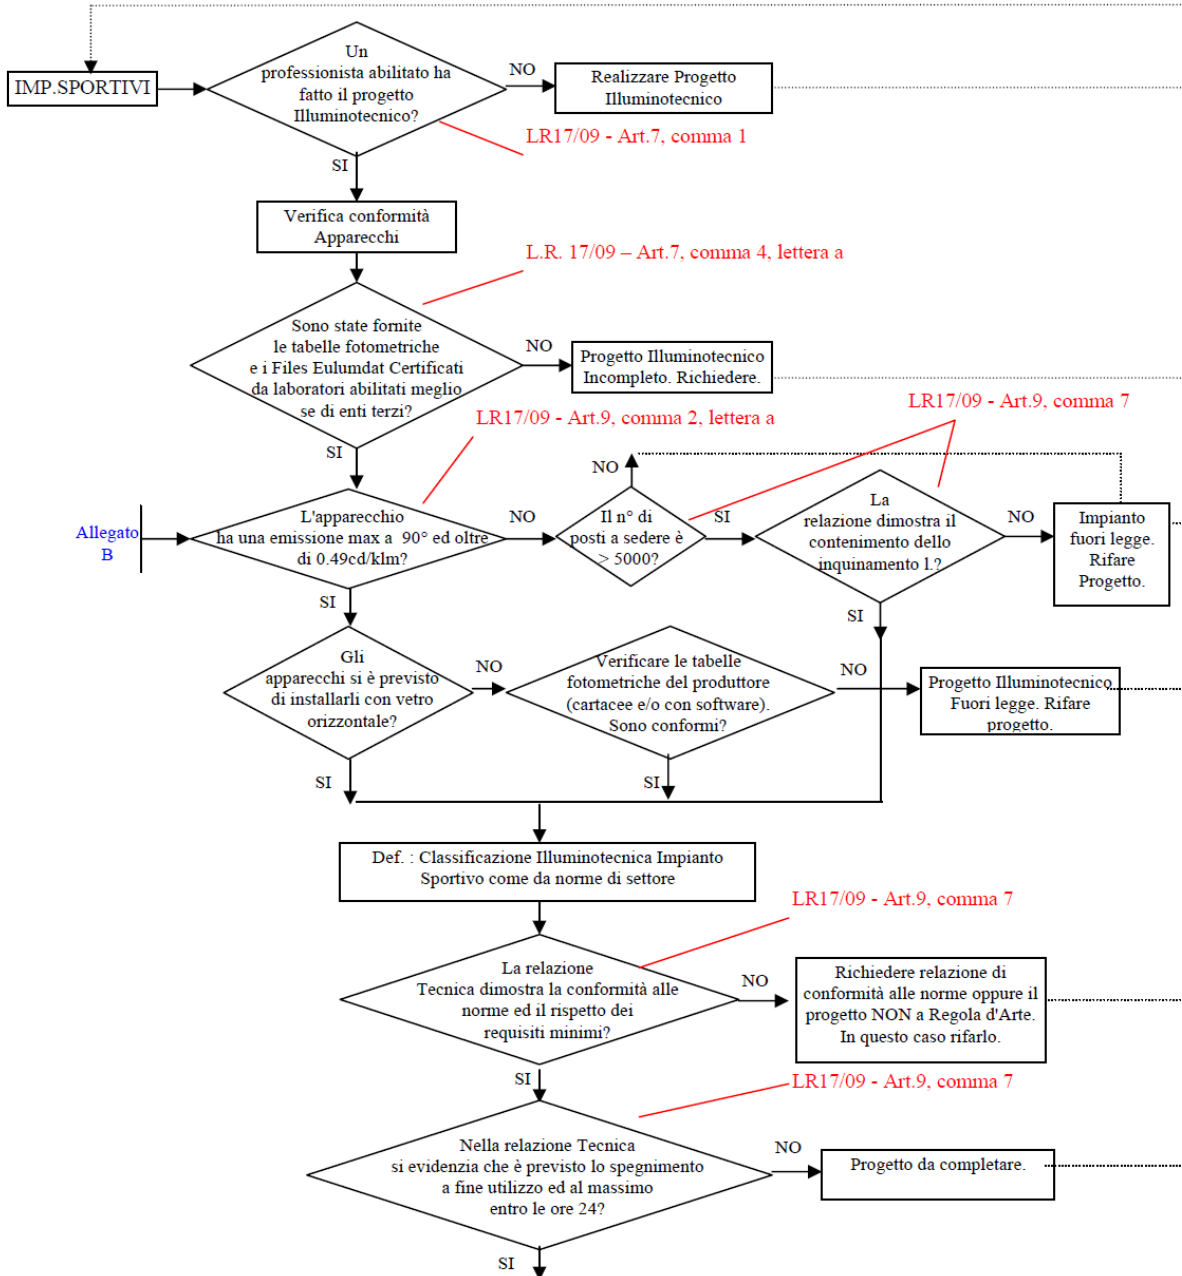 Un
professionista abilitato ha
fatto il progetto
Illuminotecnico?
IMP.SPORTIVI
NO
Realizzare Progetto
Illuminotecnico
LR17/09 - Art.7, comma 1
SI
Verifica conformità
Apparecchi
L.R. 17/09 – Art.7, comma 4, lettera a
Sono state fornite
le tabelle fotometriche
e i Files Eulumdat Certificati
da laboratori abilitati meglio
se di enti terzi?
NO
Progetto Illuminotecnico
Incompleto. Richiedere.
LR17/09 - Art.9, comma 2, lettera a
LR17/09 - Art.9, comma 7
SI
Allegato
B
L'apparecchio
ha una emissione max a 90° ed oltre
di 0.49cd/klm?
NO
NO
Il n° di
posti a sedere è
> 5000?
SI
La
relazione dimostra il
contenimento dello
inquinamento l.?
NO
Impianto
fuori legge.
Rifare
Progetto.
SI
SI
Gli
apparecchi si è previsto
di installarli con vetro
orizzontale?
NO
Verificare le tabelle
fotometriche del produttore
(cartacee e/o con software).
Sono conformi?
NO
Progetto Illuminotecnico
Fuori legge. Rifare
progetto.
SI
SI
Def. : Classificazione Illuminotecnica Impianto
Sportivo come da norme di settore
LR17/09 - Art.9, comma 7
La relazione
Tecnica dimostra la conformità alle
norme ed il rispetto dei
requisiti minimi?
NO
Richiedere relazione di
conformità alle norme oppure il
progetto NON a Regola d'Arte.
In questo caso rifarlo.
SI
LR17/09 - Art.9, comma 7
Nella relazione Tecnica
si evidenzia che è previsto lo spegnimento
a fine utilizzo ed al massimo
entro le ore 24?
NO
Progetto da completare.
SI